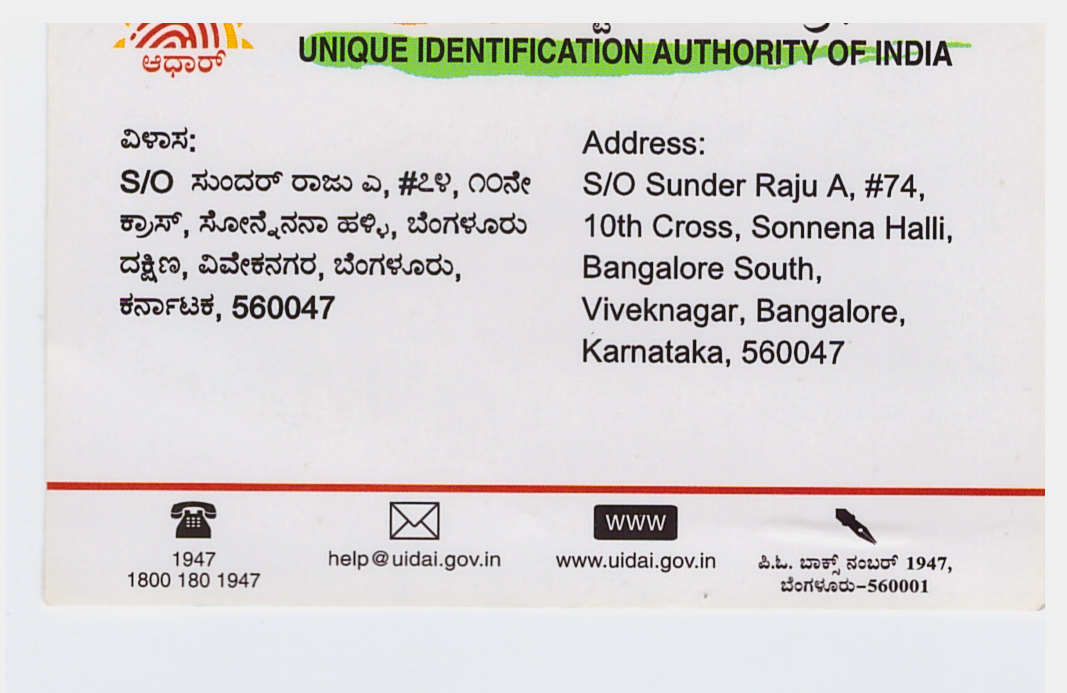 ಆಧಾರ್
UNIQUE IDENTIFICATION AUTHORITY OF INDIA
ವಿಳಾಸ:
S/O ಸುಂದರ್ ರಾಜು ಎ, #೭೪, ೧೦ನೇ
ಕ್ರಾಸ್, ಸೋನ್ನೆನನಾ ಹಳ್ಳಿ, ಬೆಂಗಳೂರು
ದಕ್ಷಿಣ, ವಿವೇಕನಗರ, ಬೆಂಗಳೂರು,
ಕರ್ನಾಟಕ, 560047
Address:
S/O Sunder Raju A, #74,
10th Cross, Sonnena Halli,
Bangalore South,
Viveknagar, Bangalore,
Karnataka, 560047
1947
1800 180 1947
help@uidai.gov.in
WWW
www.uidai.gov.in
ಪಿ.ಓ. ಬಾಕ್ಸ್ ನಂಬರ್ 1947,
ಬೆಂಗಳೂರು-560001